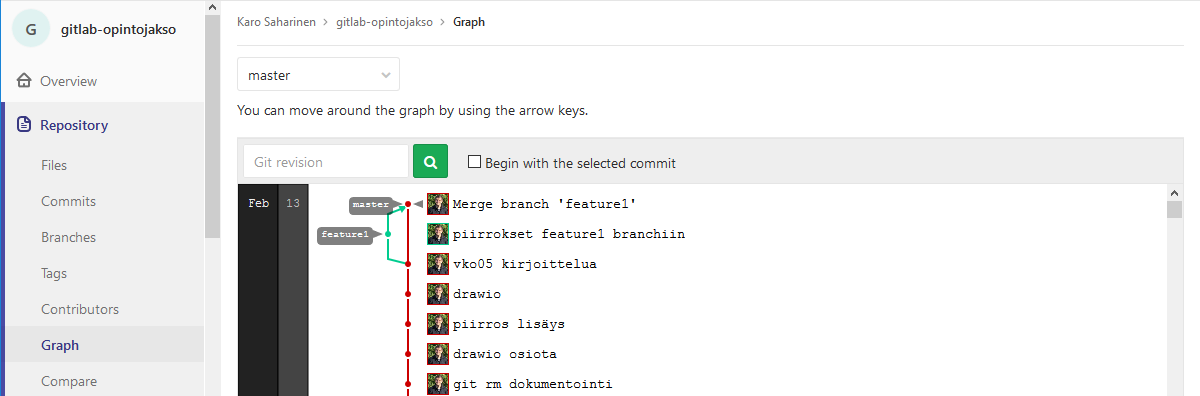 G gitlab-opintojakso
Overview
Repository
Files
Commits
Branches
Tags
Contributors
Graph
Compare
Karo Saharinen > gitlab-opintojakso > Graph
master
You can move around the graph by using the arrow keys.
Git revision
Begin with the selected commit
Feb 13
master Merge branch 'feature1'
feature1 piirrokset feature1 branchiin
vko05 kirjoittelua
drawio
piirros lisäys
drawio osiota
git rm dokumentointi